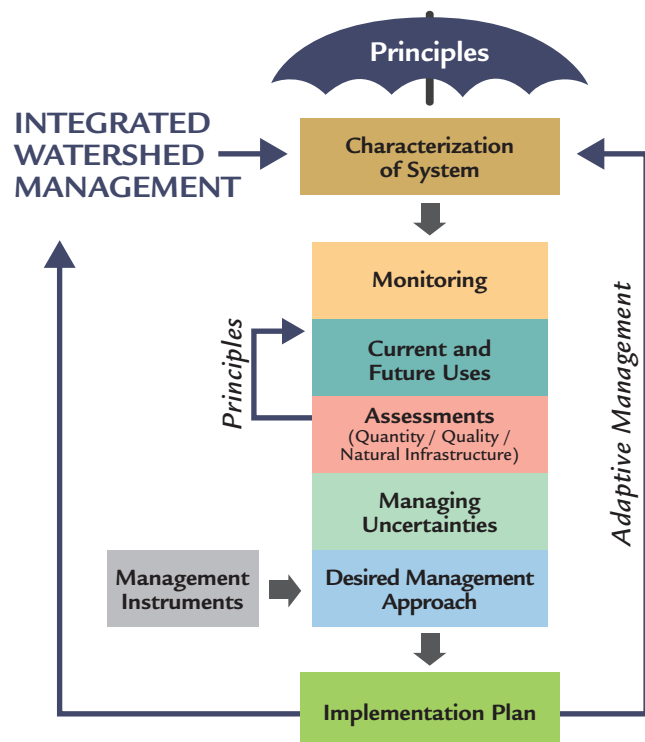 Principles
INTEGRATED
WATERSHED
MANAGEMENT
Characterization
of System
Monitoring
Principles
Current and
Future Uses
Assessments
(Quantity / Quality /
Natural Infrastructure)
Adaptive Management
Managing
Uncertainties
Management
Instruments
Desired Management
Approach
Implementation Plan